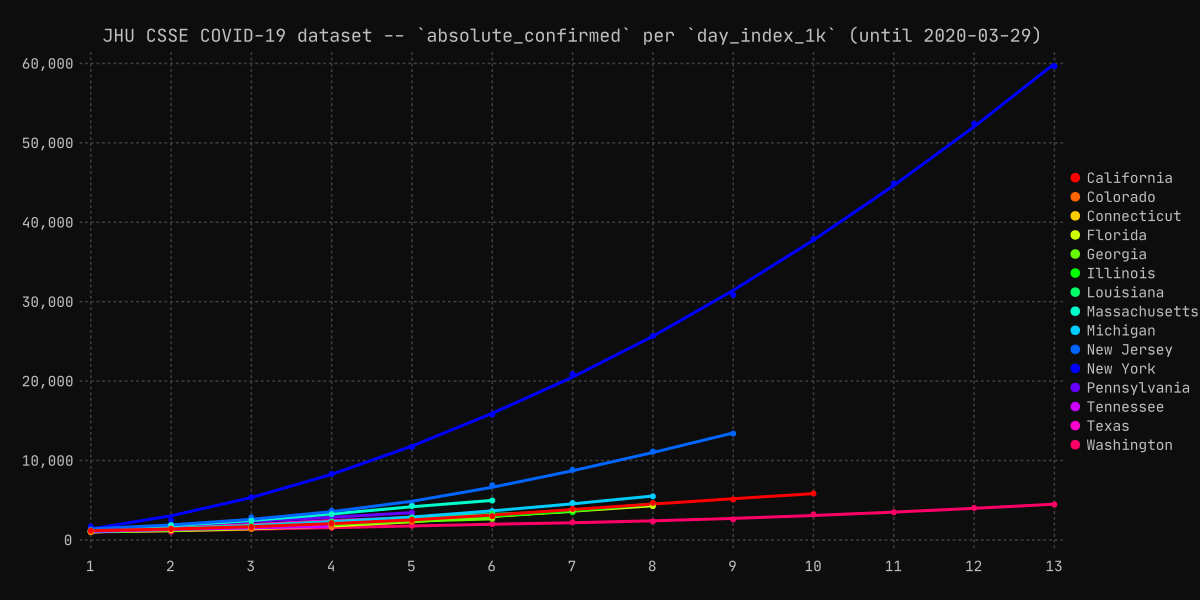 JHU CSSE COVID-19 dataset -- `absolute_confirmed` per `day_index_1k` (until 2020-03-29)
60,000
50,000
40,000
30,000
20,000
10,000
0
1 2 3 4 5 6 7 8 9 10 11 12 13
California
Colorado
Connecticut
Florida
Georgia
Illinois
Louisiana
Massachusetts
Michigan
New Jersey
New York
Pennsylvania
Tennessee
Texas
Washington